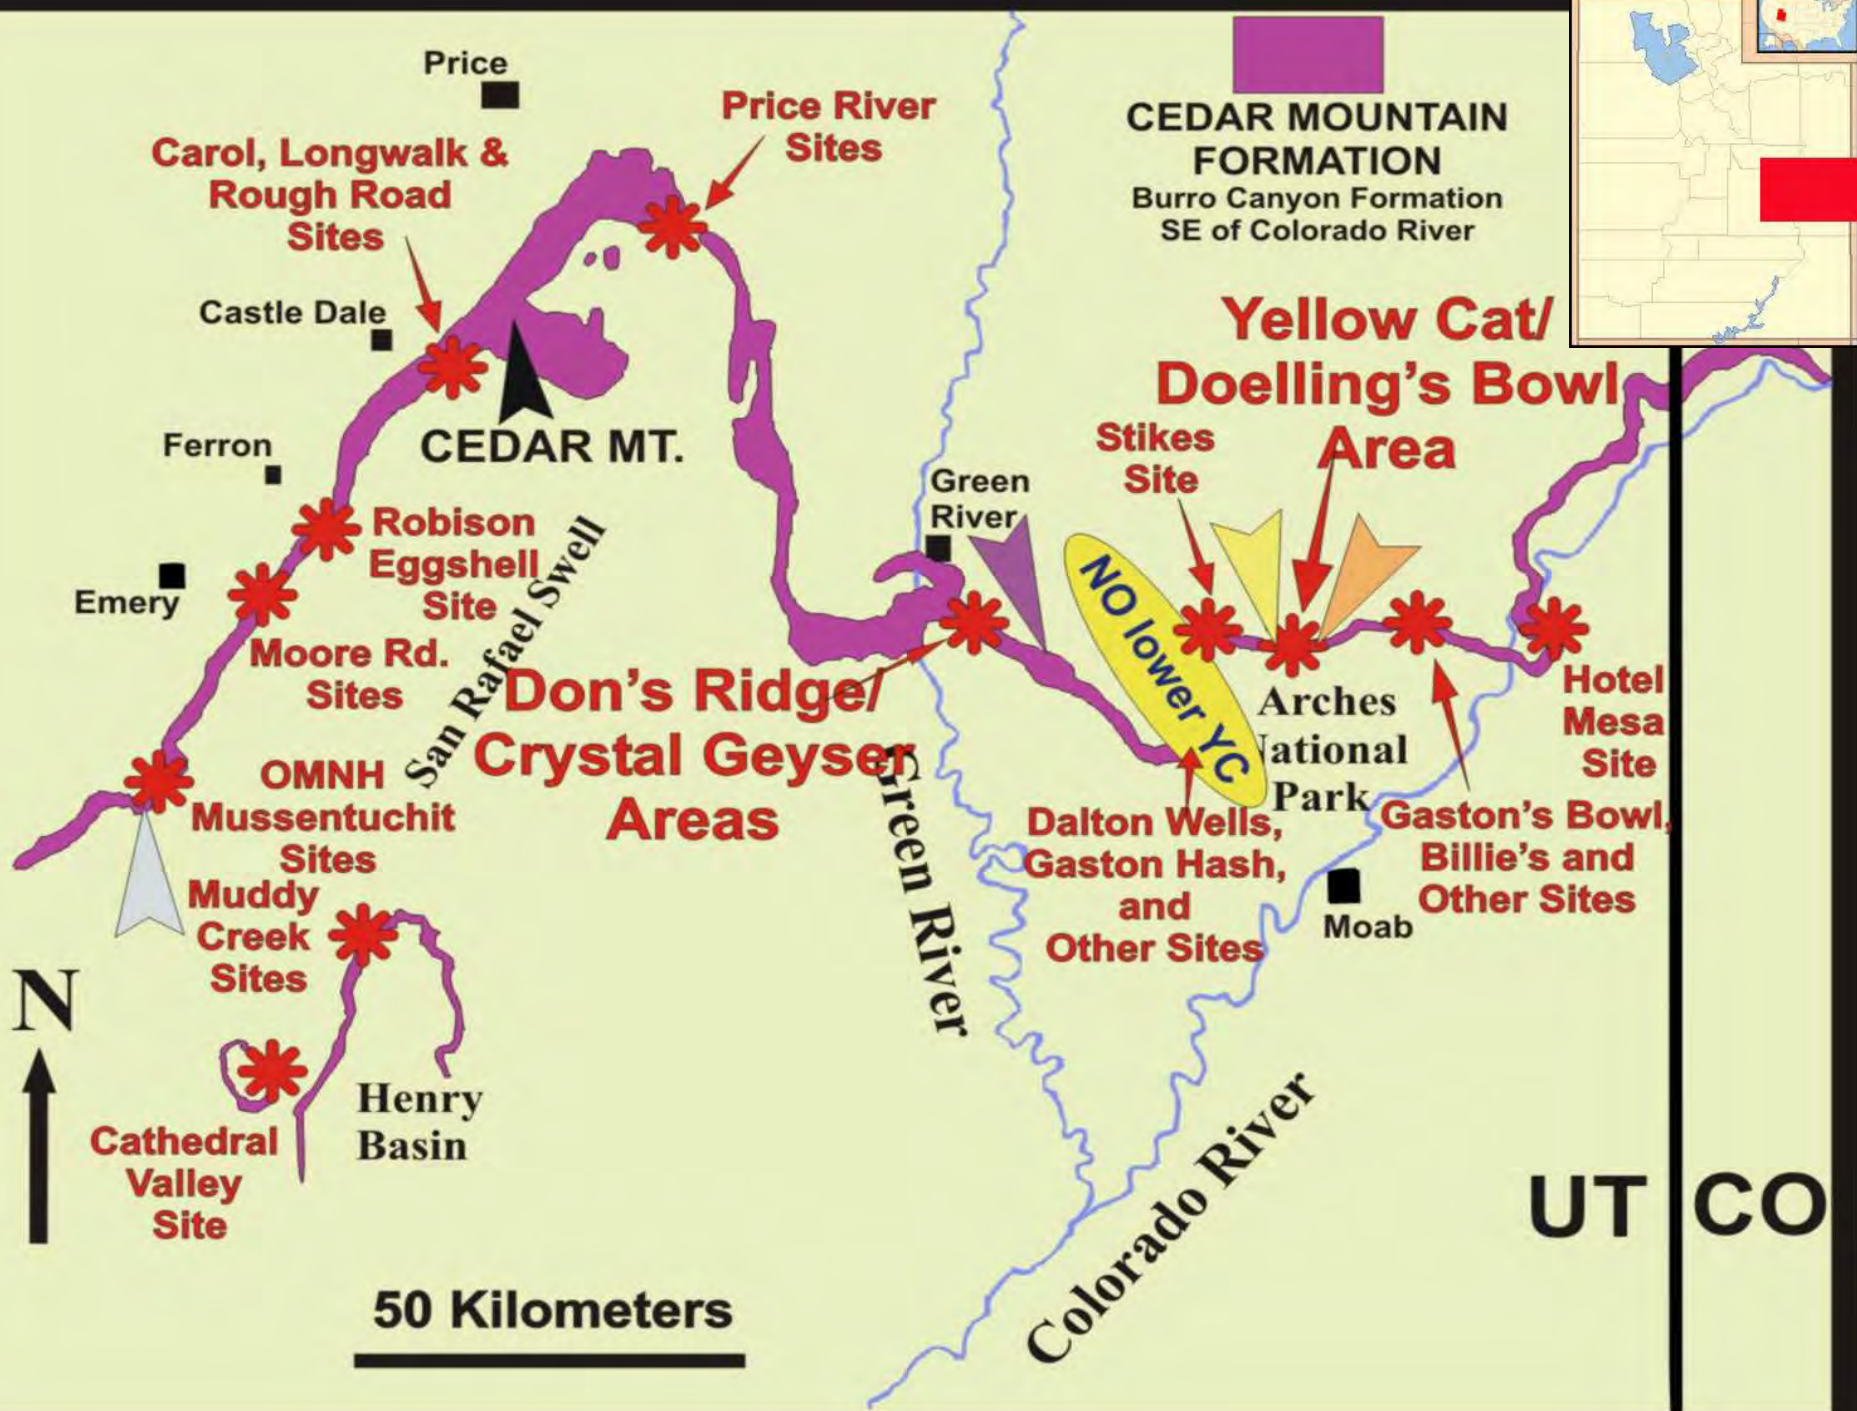 Price
Price River
Sites
CEDAR MOUNTAIN
FORMATION
Burro Canyon Formation
SE of Colorado River
Carol, Longwalk &
Rough Road
Sites
Castle Dale
CEDAR MT.
Ferron
Yellow Cat/
Doelling's Bowl
Area
Stikes
Site
Green
River
Robison
Eggshell
Site
Emery
Moore Rd.
Sites
San Rafael Swell
NO lower YC
Don's Ridge/
Crystal Geyser
Areas
Arches
National
Park
Hotel
Mesa
Site
OMNH
Mussentuchit
Sites
Dalton Wells,
Gaston Hash,
and
Other Sites
Gaston's Bowl,
Billie's and
Other Sites
Green River
Moab
Muddy
Creek
Sites
N
Henry
Basin
Cathedral
Valley
Site
Colorado River
UT CO
50 Kilometers